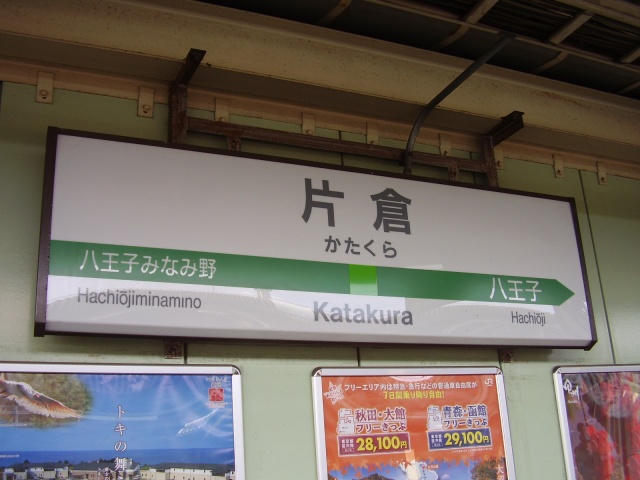 片倉
かたくら
八王子みなみ野
八王子
Hachiōjiminamino
Katakura
Hachiōji
トキの舞
フリーエリア内は特急・急行などの普通車自由席が
7日間乗り降り自由!
秋田・大館
フリーきっぷ
28,100円
青森・函館
フリーきっぷ
29,100円